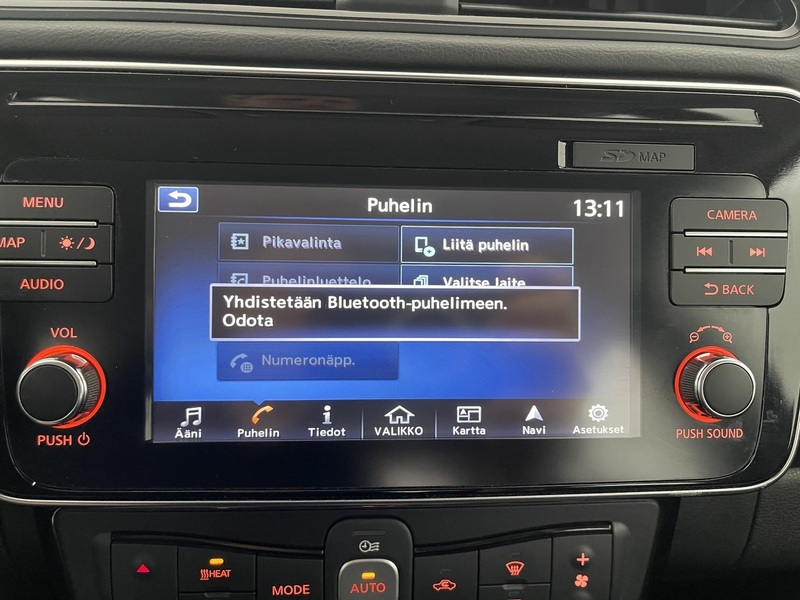 SD MAP
MENU
MAP
AUDIO
VOL
PUSH
Puhelin
13:11
Pikavalinta
Liitä puhelin
Puhelinluettelo
Valitse laite
Yhdistetään Bluetooth-puhelimeen.
Odota
Numeronäpp.
Ääni
Puhelin
Tiedot
VALIKKO
Kartta
Navi
Asetukset
CAMERA
BACK
PUSH SOUND
HEAT
MODE
AUTO